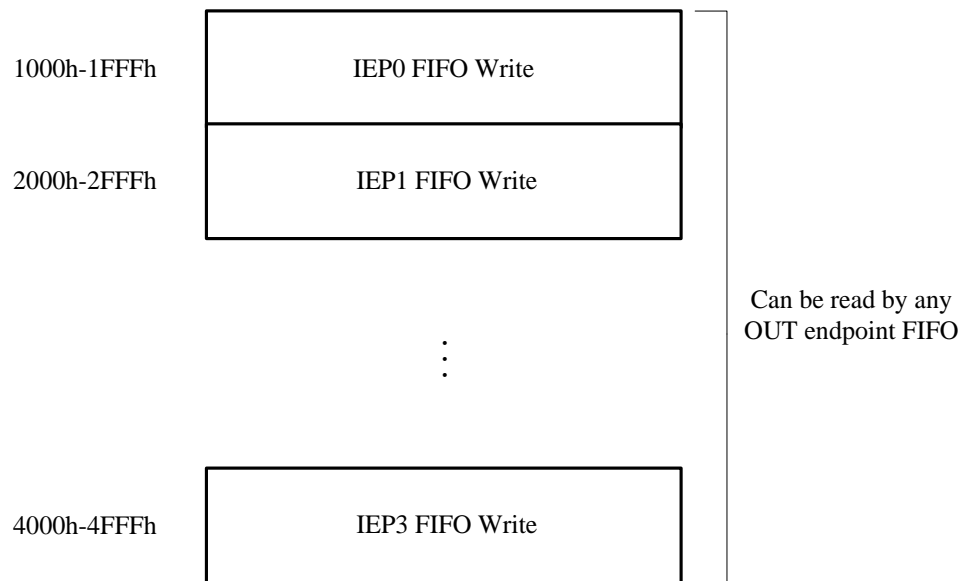 1000h-1FFFh
IEP0 FIFO Write
2000h-2FFFh
IEP1 FIFO Write
Can be read by any
OUT endpoint FIFO
4000h-4FFFh
IEP3 FIFO Write